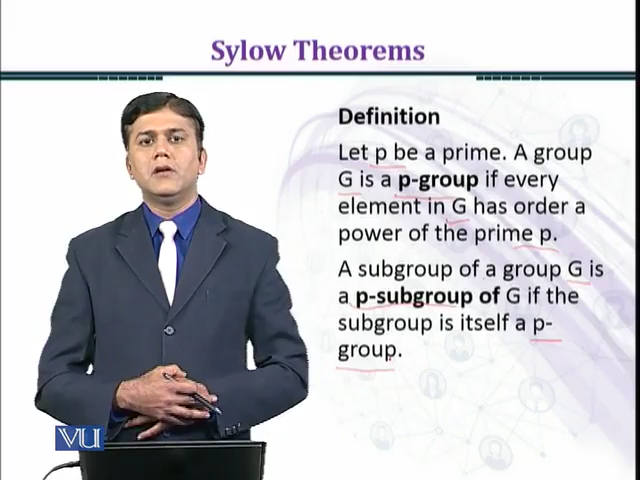 Sylow Theorems
Definition
Let p be a prime. A group
G is a p-group if every
element in G has order a
power of the prime p.
A subgroup of a group G is
a p-subgroup of G if the
subgroup is itself a p-
group.
VU